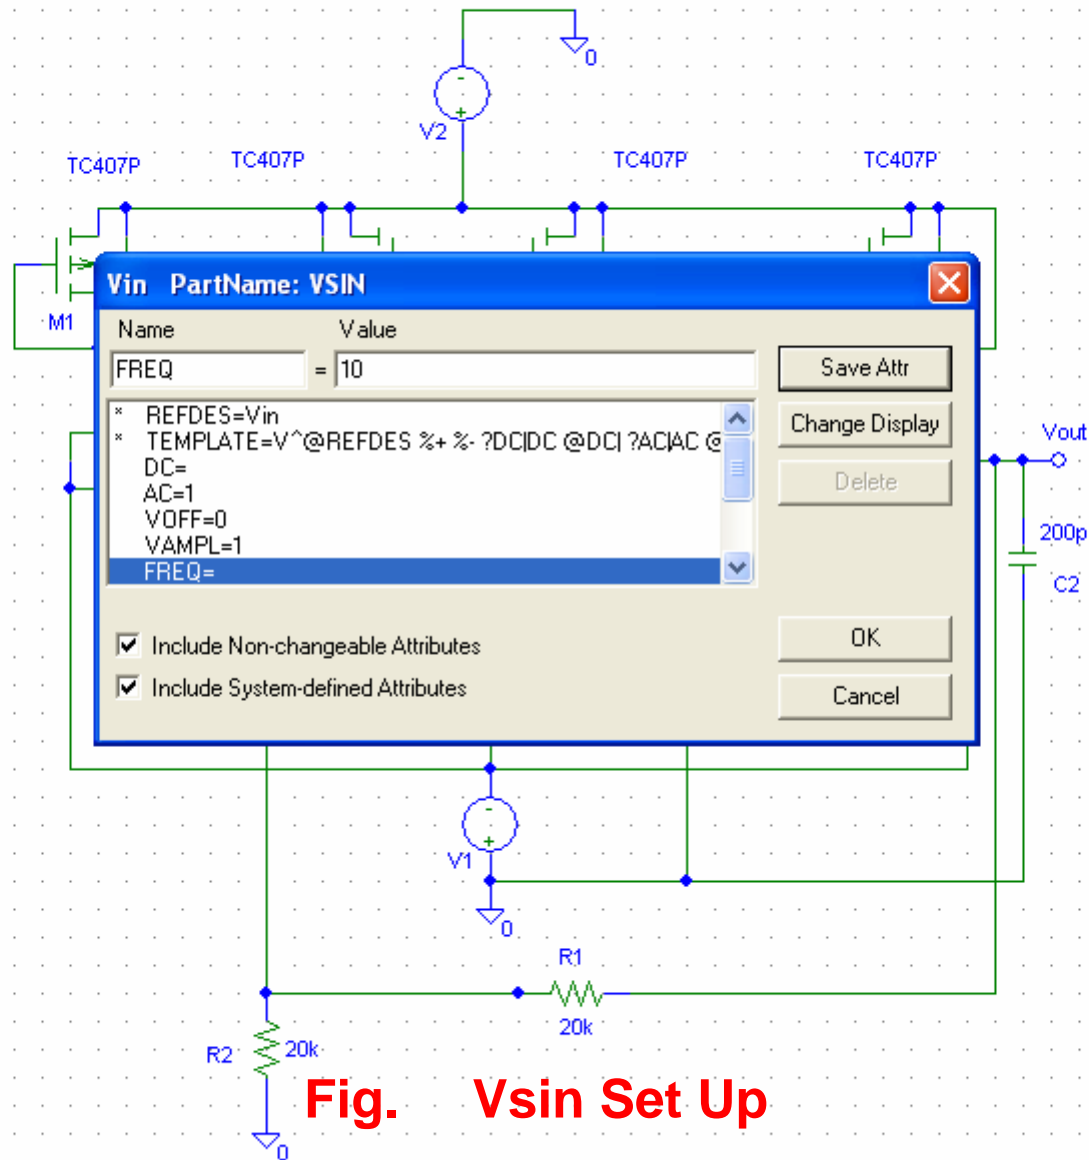 0
V2
TC407P TC407P TC407P TC407P
Vin PartName: VSIN
M1
Name Value
FREQ = 10
Save Attr
* REFDES=Vin
* TEMPLATE=V^@REFDES %+ %- ?DC|DC @DC| ?AC|AC @
DC=
AC=1
VOFF=0
VAMPL=1
FREQ=
Change Display
Delete
Vout
200p
C2
Include Non-changeable Attributes
Include System-defined Attributes
OK
Cancel
V1
0
R1
20k
R2 20k
Fig. Vsin Set Up
0